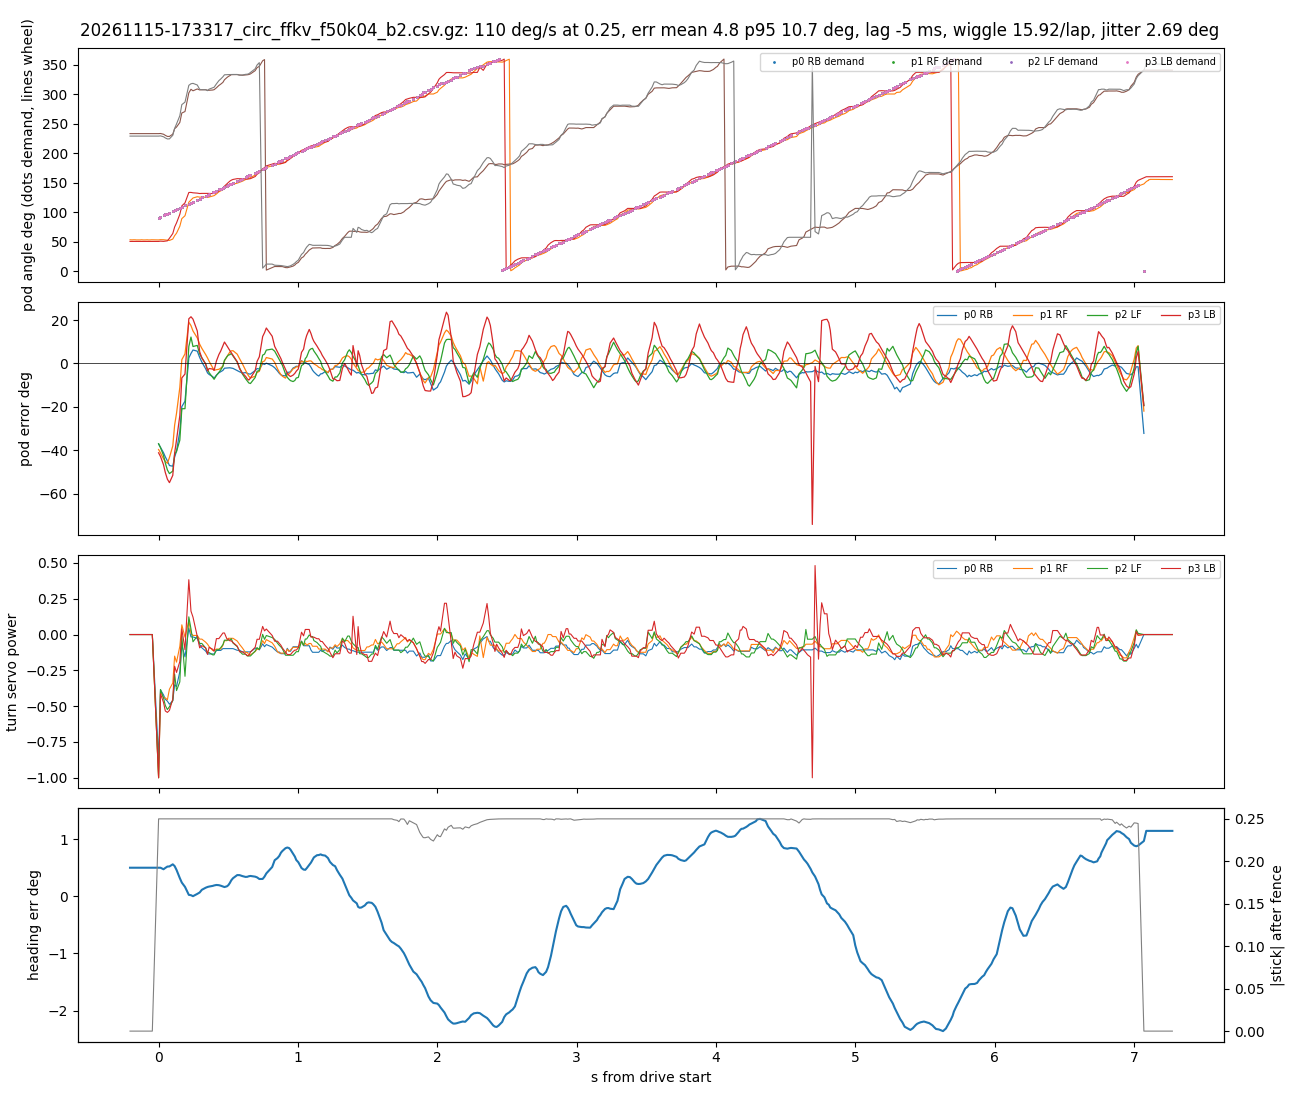 20261115-173317_circ_ffkv_f50k04_b2.csv.gz: 110 deg/s at 0.25, err mean 4.8 p95 10.7 deg, lag -5 ms, wiggle 15.92/lap, jitter 2.69 deg
pod angle deg (dots demand, lines wheel)
350
300
250
200
150
100
50
0
p0 RB demand
p1 RF demand
p2 LF demand
p3 LB demand
pod error deg
20
0
−20
−40
−60
p0 RB
p1 RF
p2 LF
p3 LB
turn servo power
0.50
0.25
0.00
−0.25
−0.50
−0.75
−1.00
p0 RB
p1 RF
p2 LF
p3 LB
heading err deg
1
0
−1
−2
0.25
0.20
0.15
0.10
0.05
0.00
|stick| after fence
0
1
2
3
4
5
6
7
s from drive start